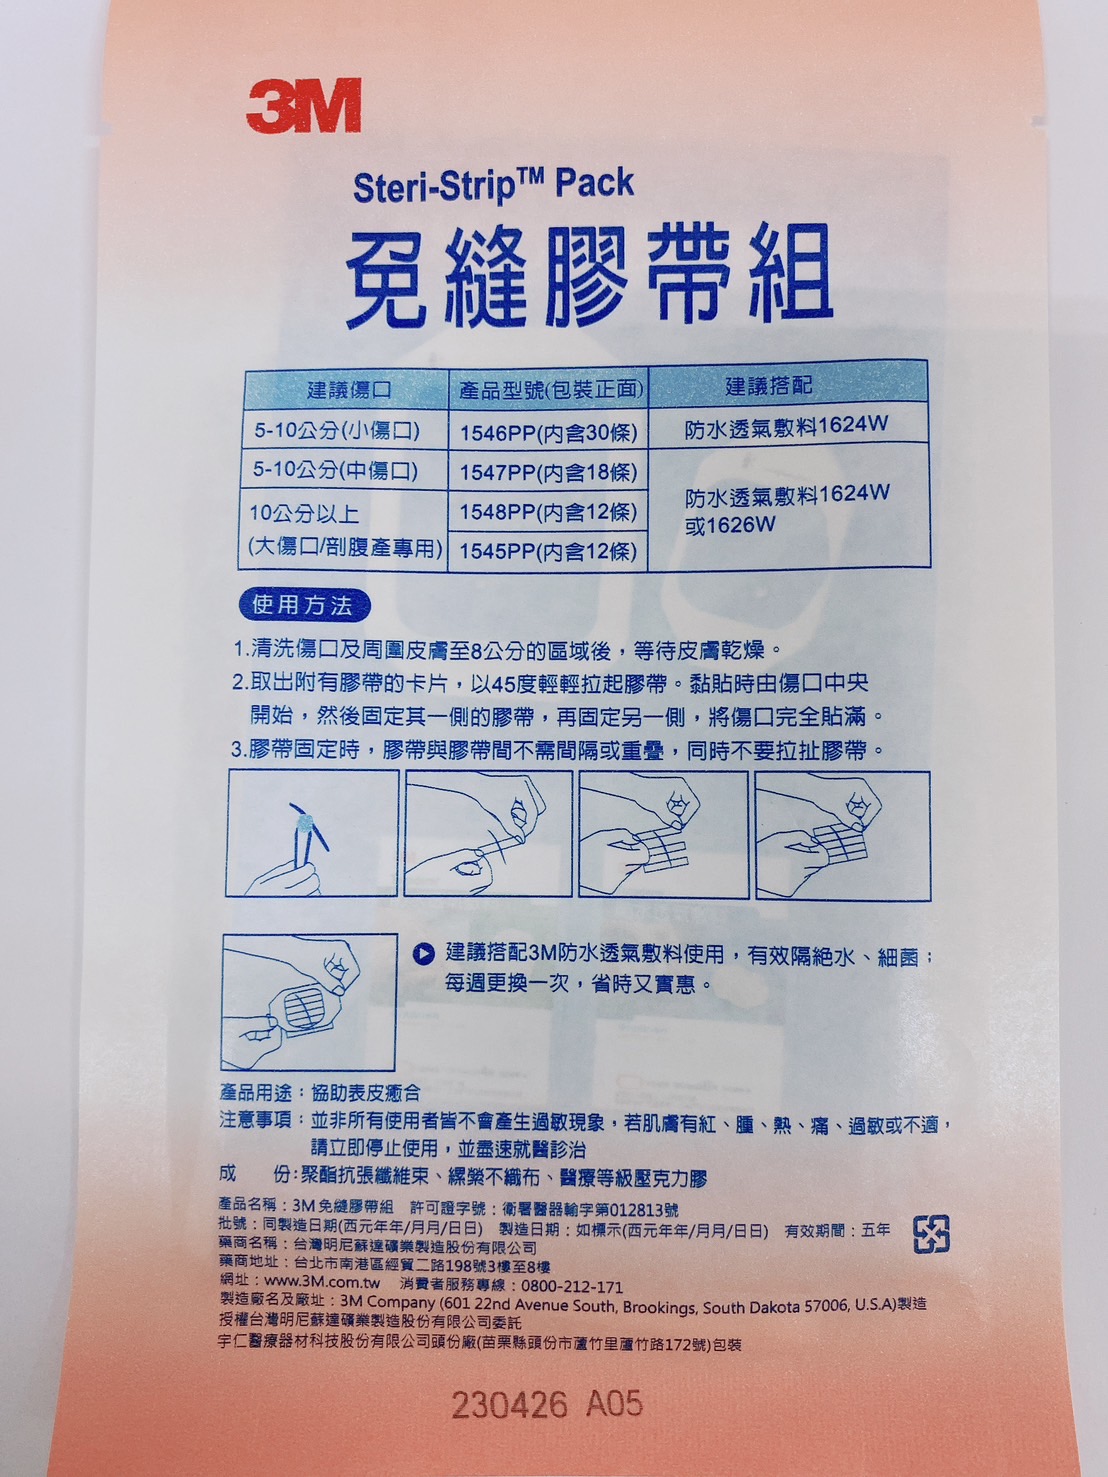 3M
Steri-Strip™ Pack
免縫膠帶組
建議傷口 產品型號(包裝正面) 建議搭配
5-10公分(小傷口) 1546PP(內含30條) 防水透氣敷料1624W
5-10公分(中傷口) 1547PP(內含18條) 防水透氣敷料1624W
或1626W
10公分以上 1548PP(內含12條)
(大傷口/剖腹產專用) 1545PP(內含12條)
使用方法
1.清洗傷口及周圍皮膚至8公分的區域後，等待皮膚乾燥。
2.取出附有膠帶的卡片，以45度輕輕拉起膠帶。黏貼時由傷口中央
開始，然後固定其一側的膠帶，再固定另一側，將傷口完全貼滿。
3.膠帶固定時，膠帶與膠帶間不需間隔或重疊，同時不要拉扯膠帶。
建議搭配3M防水透氣敷料使用，有效隔絕水、細菌；
每週更換一次，省時又實惠。
產品用途：協助表皮癒合
注意事項：並非所有使用者皆不會產生過敏現象，若肌膚有紅、腫、熱、痛、過敏或不適，
請立即停止使用，並盡速就醫診治
成 份:聚酯抗張纖維束、縲縈不織布、醫療等級壓克力膠
產品名稱：3M 免縫膠帶組 許可證字號：衛署醫器輸字第012813號
批號：同製造日期(西元年年/月月/日日) 製造日期：如標示(西元年年/月月/日日) 有效期間：五年
藥商名稱：台灣明尼蘇達礦業製造股份有限公司
藥商地址：台北市南港區經貿二路198號3樓至8樓
網址：www.3M.com.tw 消費者服務專線：0800-212-171
製造廠名及廠址：3M Company (601 22nd Avenue South, Brookings, South Dakota 57006, U.S.A)製造
授權台灣明尼蘇達礦業製造股份有限公司委託
宇仁醫療器材科技股份有限公司頭份廠(苗栗縣頭份市蘆竹里蘆竹路172號)包裝
230426 A05